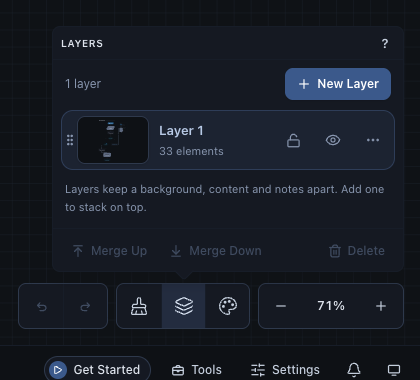 LAYERS ?
1 layer
+ New Layer
Layer 1
33 elements
Layers keep a background, content and notes apart. Add one
to stack on top.
Merge Up Merge Down Delete
− 71% +
Get Started Tools Settings